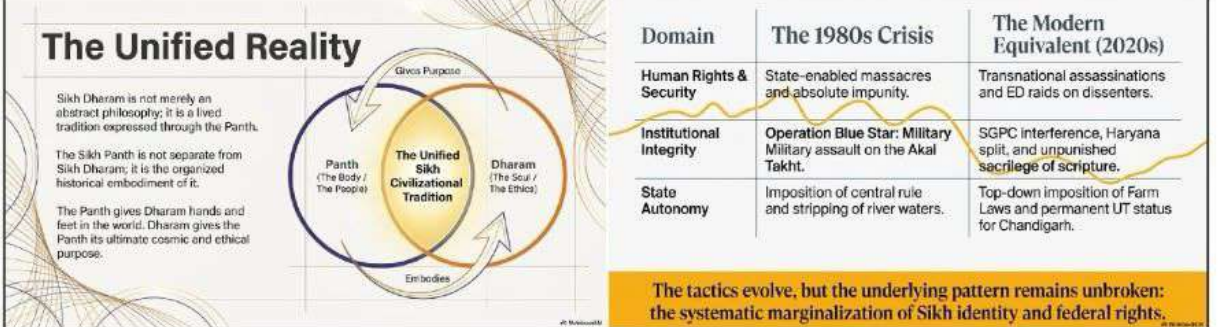 The Unified Reality
Sikh Dharam is not merely an
abstract philosophy; it is a lived
tradition expressed through the Panth.
The Sikh Panth is not separate from
Sikh Dharam; it is the organized
historical embodiment of it.
The Panth gives Dharam hands and
feet in the world. Dharam gives the
Panth its ultimate cosmic and ethical
purpose.
Gives Purpose
Panth
(The Body /
The People)
The Unified
Sikh
Civilizational
Tradition
Dharam
(The Soul /
The Ethics)
Embodies
Domain
The 1980s Crisis
The Modern
Equivalent (2020s)
Human Rights &
Security
State-enabled massacres
and absolute impunity.
Transnational assassinations
and ED raids on dissenters.
Institutional
Integrity
Operation Blue Star: Military
Military assault on the Akal
Takht.
SGPC interference, Haryana
split, and unpunished
sacrilege of scripture.
State
Autonomy
Imposition of central rule
and stripping of river waters.
Top-down imposition of Farm
Laws and permanent UT status
for Chandigarh.
The tactics evolve, but the underlying pattern remains unbroken:
the systematic marginalization of Sikh identity and federal rights.